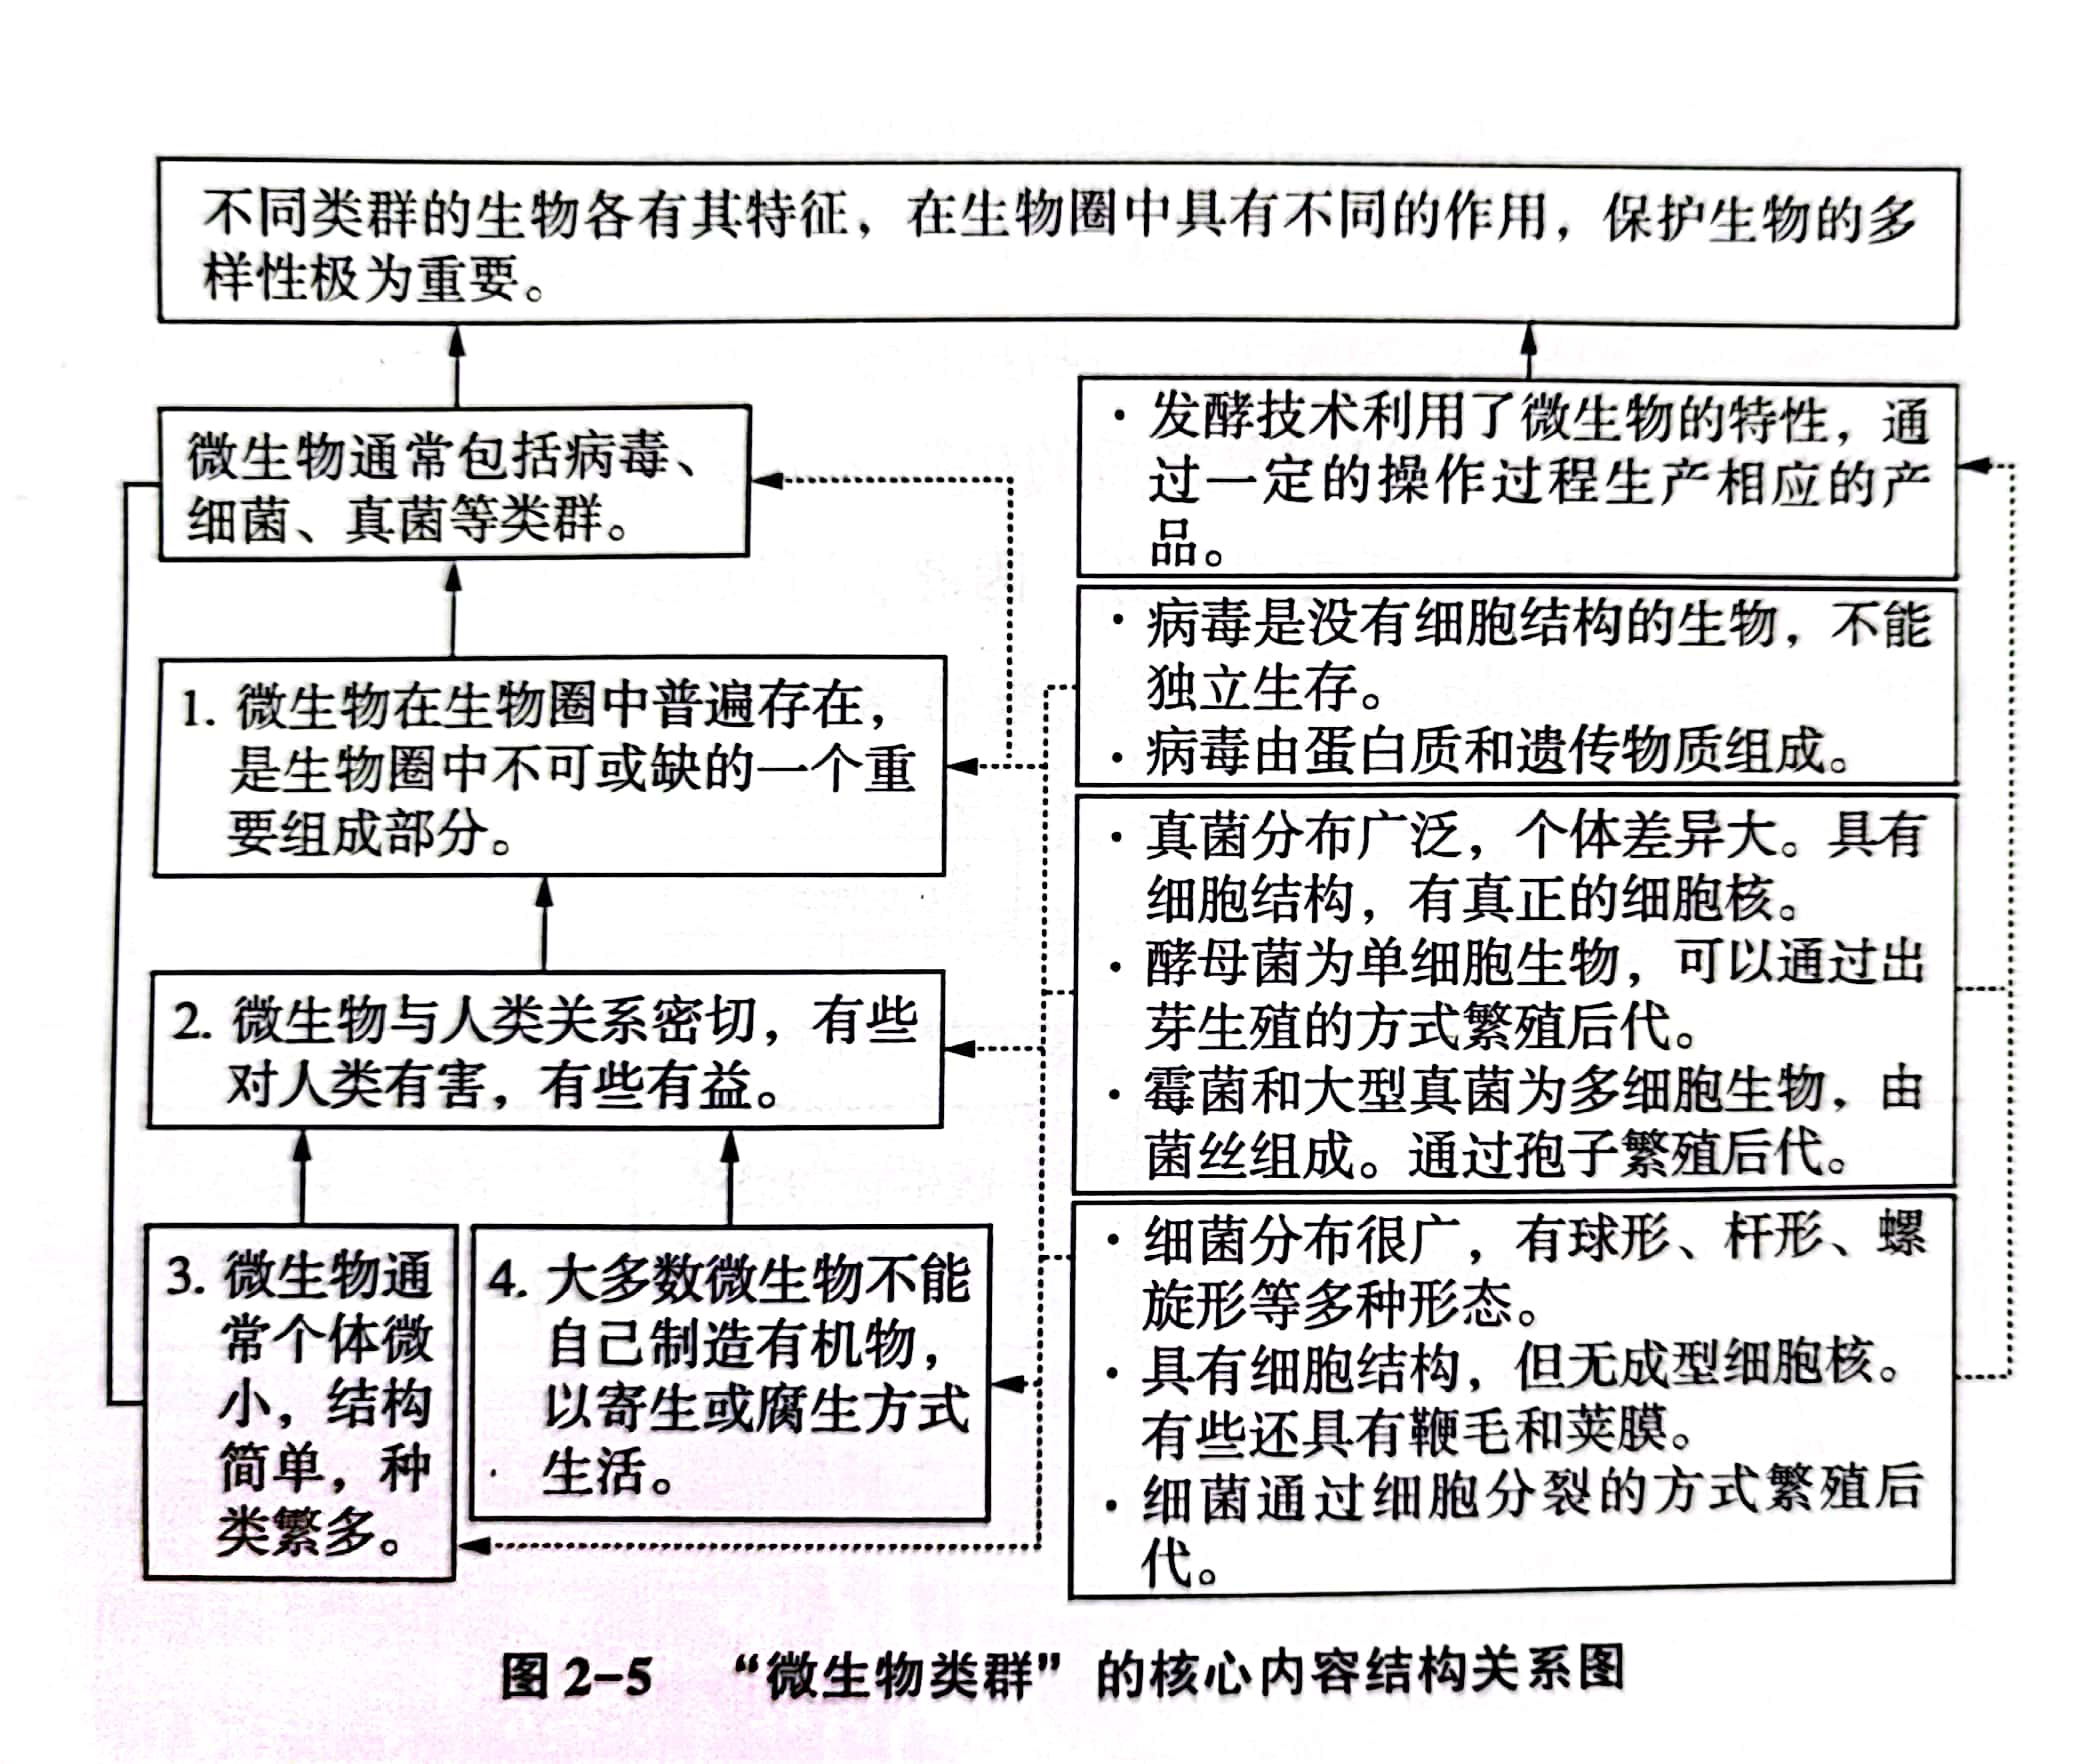 不同类群的生物各有其特征，在生物圈中具有不同的作用，保护生物的多
样性极为重要。
微生物通常包括病毒、
细菌、真菌等类群。
1. 微生物在生物圈中普遍存在，
是生物圈中不可或缺的一个重
要组成部分。
2. 微生物与人类关系密切，有些
对人类有害，有些有益。
3. 微生物通
常个体微
小，结构
简单，种
类繁多。
4. 大多数微生物不能
自己制造有机物，
以寄生或腐生方式
生活。
· 发酵技术利用了微生物的特性，通
过一定的操作过程生产相应的产
品。
· 病毒是没有细胞结构的生物，不能
独立生存。
· 病毒由蛋白质和遗传物质组成。
· 真菌分布广泛，个体差异大。具有
细胞结构，有真正的细胞核。
· 酵母菌为单细胞生物，可以通过出
芽生殖的方式繁殖后代。
· 霉菌和大型真菌为多细胞生物，由
菌丝组成。通过孢子繁殖后代。
· 细菌分布很广，有球形、杆形、螺
旋形等多种形态。
· 具有细胞结构，但无成型细胞核。
有些还具有鞭毛和荚膜。
· 细菌通过细胞分裂的方式繁殖后
代。
图 2-5 “微生物类群”的核心内容结构关系图